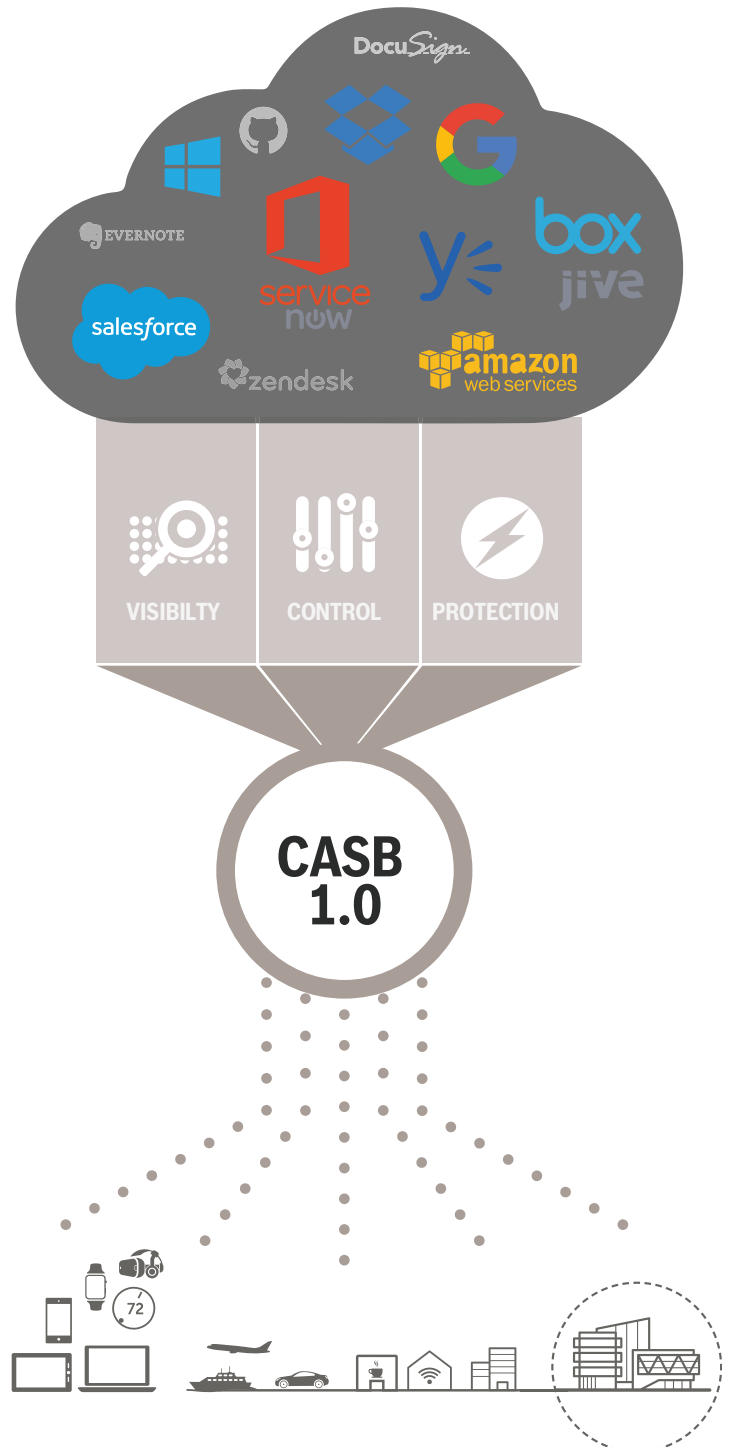 DocuSign
EVERNOTE
box
jive
service
now
salesforce
zendesk
amazon
web services
VISIBILTY
CONTROL
PROTECTION
CASB
1.0
72